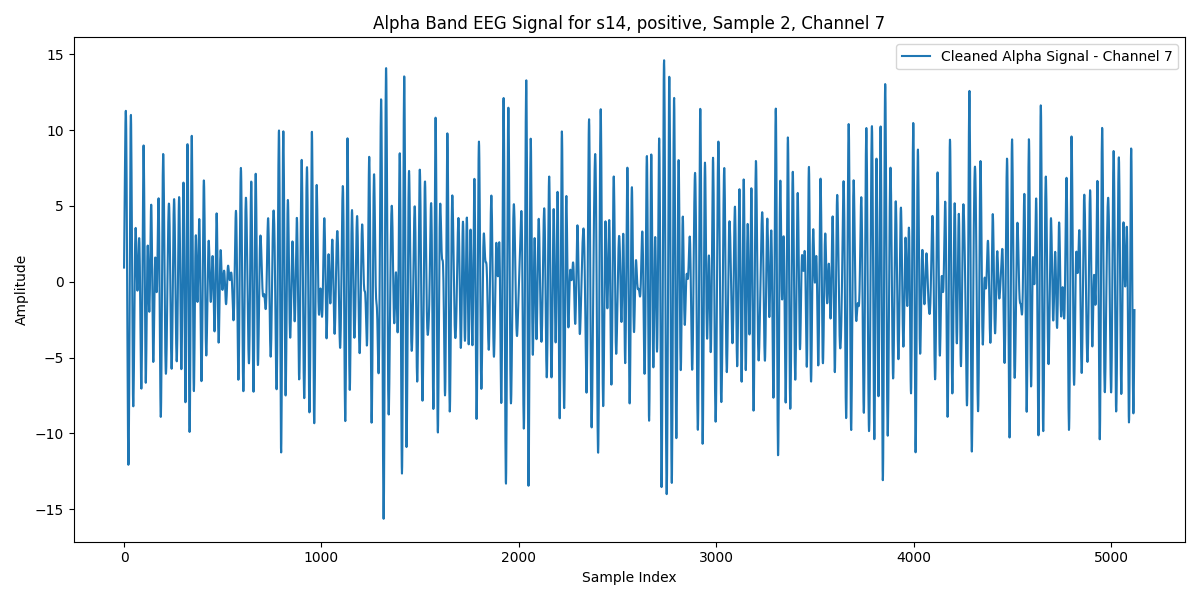 Alpha Band EEG Signal for s14, positive, Sample 2, Channel 7
Cleaned Alpha Signal - Channel 7
Amplitude
15
10
5
0
−5
−10
−15
0 1000 2000 3000 4000 5000
Sample Index